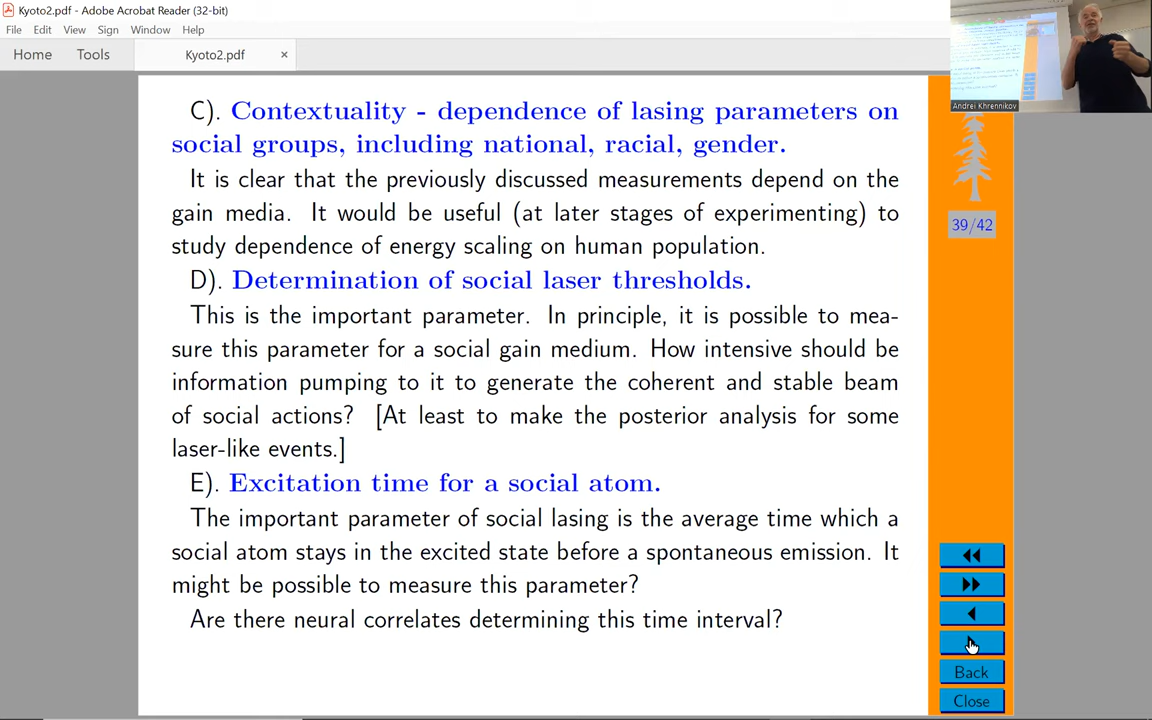 Kyoto2.pdf - Adobe Acrobat Reader (32-bit)
File Edit View Sign Window Help
Home Tools Kyoto2.pdf ×
Andrei Khrennikov
C). Contextuality - dependence of lasing parameters on
social groups, including national, racial, gender.
It is clear that the previously discussed measurements depend on the
gain media. It would be useful (at later stages of experimenting) to
study dependence of energy scaling on human population.
D). Determination of social laser thresholds.
This is the important parameter. In principle, it is possible to mea-
sure this parameter for a social gain medium. How intensive should be
information pumping to it to generate the coherent and stable beam
of social actions? [At least to make the posterior analysis for some
laser-like events.]
E). Excitation time for a social atom.
The important parameter of social lasing is the average time which a
social atom stays in the excited state before a spontaneous emission. It
might be possible to measure this parameter?
Are there neural correlates determining this time interval?
39/42
Back
Close